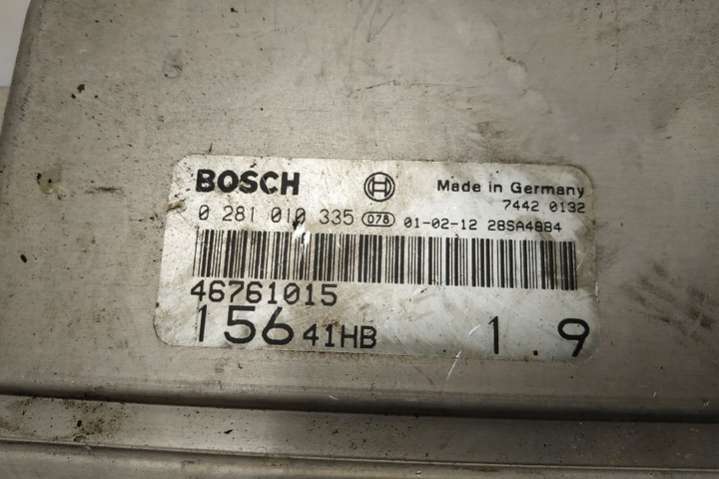 BOSCH Made in Germany
7442 0132
0 281 010 335 078 01-02-12 28SA4884
46761015
156 41HB 1.9